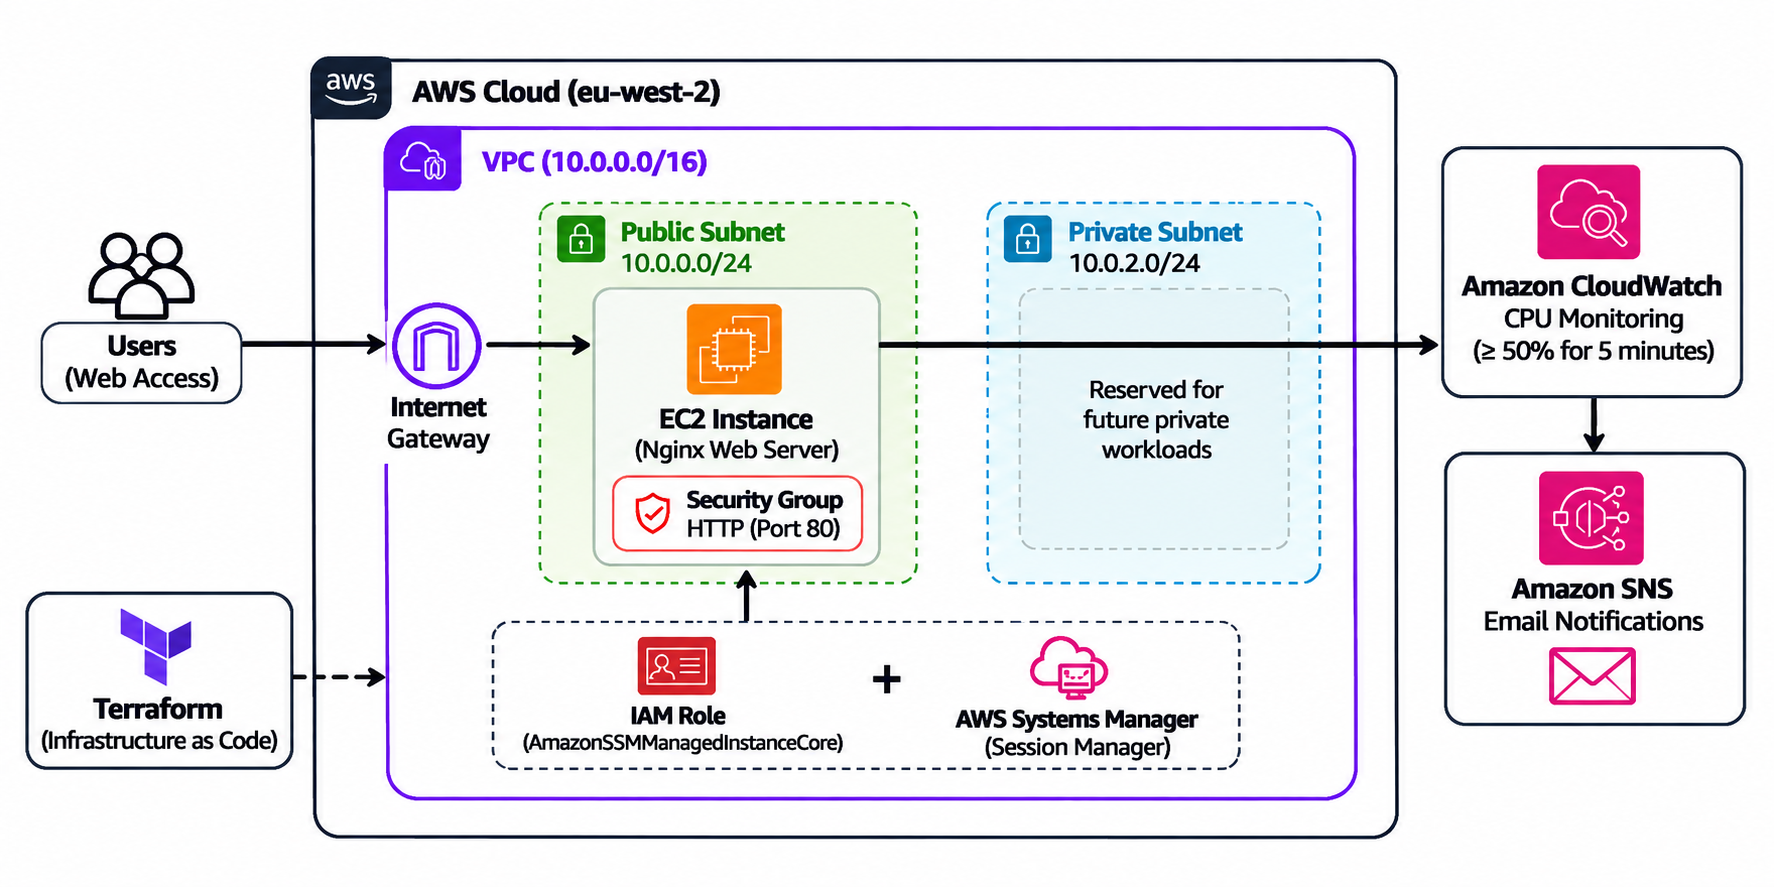 aws
AWS Cloud (eu-west-2)
VPC (10.0.0.0/16)
Public Subnet
10.0.0.0/24
Private Subnet
10.0.2.0/24
Users
(Web Access)
Internet
Gateway
EC2 Instance
(Nginx Web Server)
Security Group
HTTP (Port 80)
Reserved for
future private
workloads
Amazon CloudWatch
CPU Monitoring
(≥ 50% for 5 minutes)
Amazon SNS
Email Notifications
Terraform
(Infrastructure as Code)
IAM Role
(AmazonSSMManagedInstanceCore)
+
AWS Systems Manager
(Session Manager)